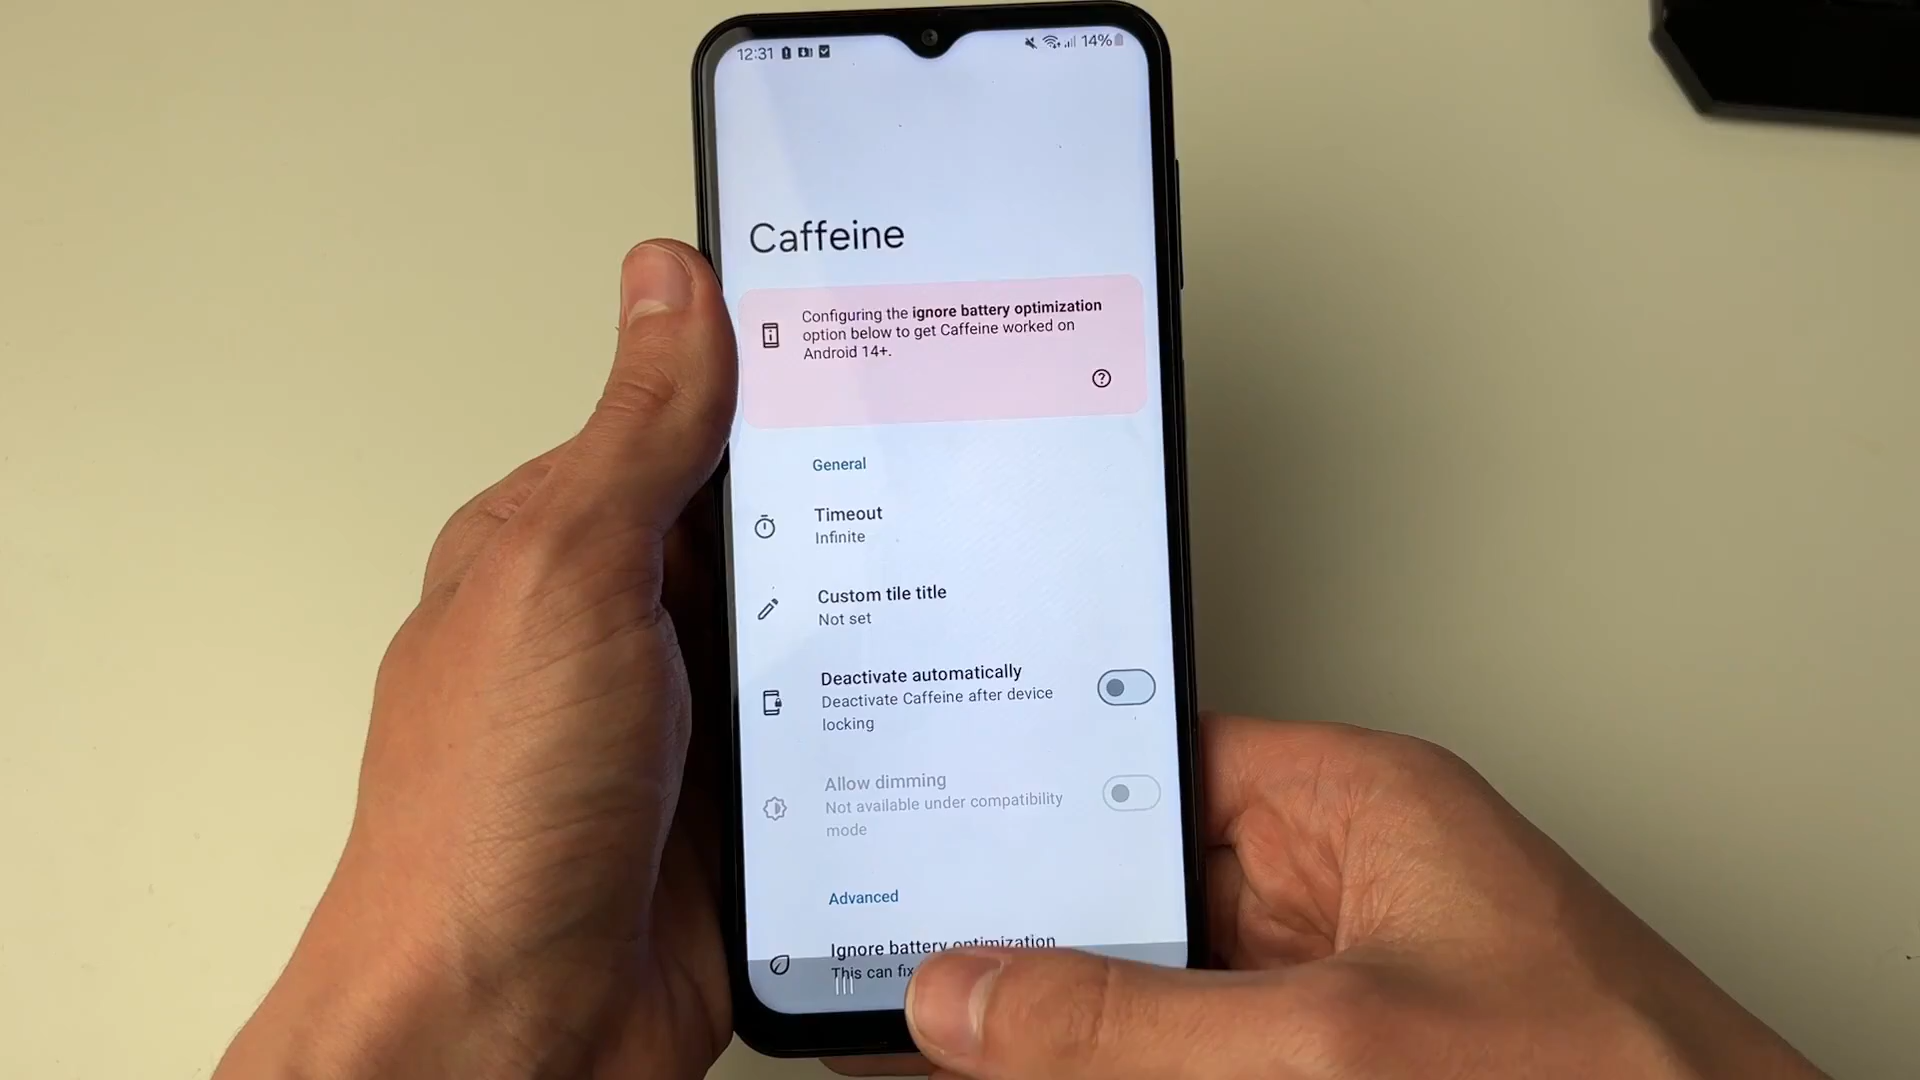 12:31
14%
Caffeine
Configuring the ignore battery optimization
option below to get Caffeine worked on
Android 14+.
General
Timeout
Infinite
Custom tile title
Not set
Deactivate automatically
Deactivate Caffeine after device
locking
Allow dimming
Not available under compatibility
mode
Advanced
Ignore battery optimization
This can fix